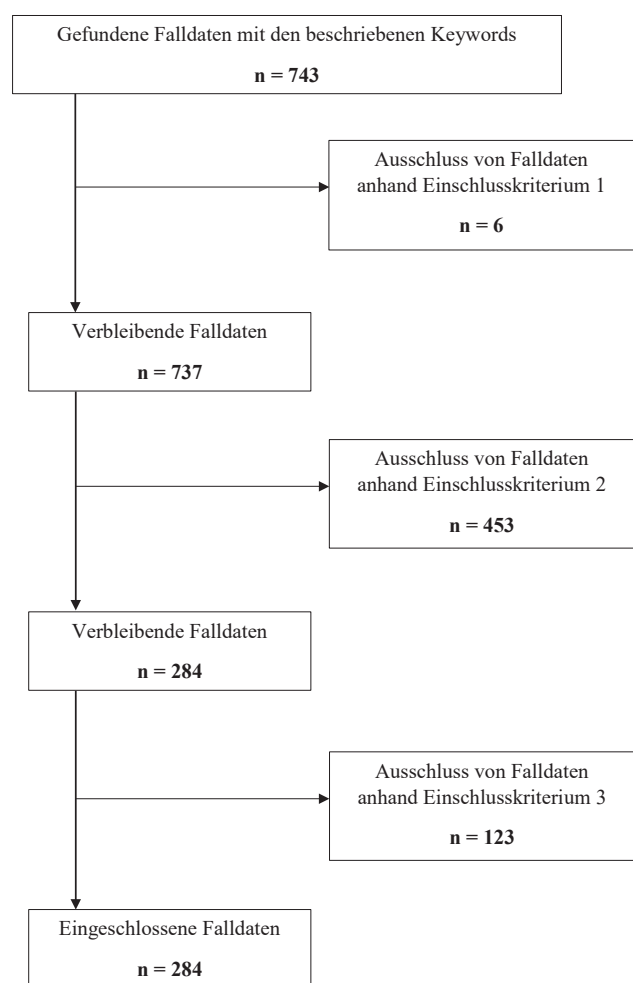 Gefundene Falldaten mit den beschriebenen Keywords
n = 743
Ausschluss von Falldaten
anhand Einschlusskriterium 1
n = 6
Verbleibende Falldaten
n = 737
Ausschluss von Falldaten
anhand Einschlusskriterium 2
n = 453
Verbleibende Falldaten
n = 284
Ausschluss von Falldaten
anhand Einschlusskriterium 3
n = 123
Eingeschlossene Falldaten
n = 284